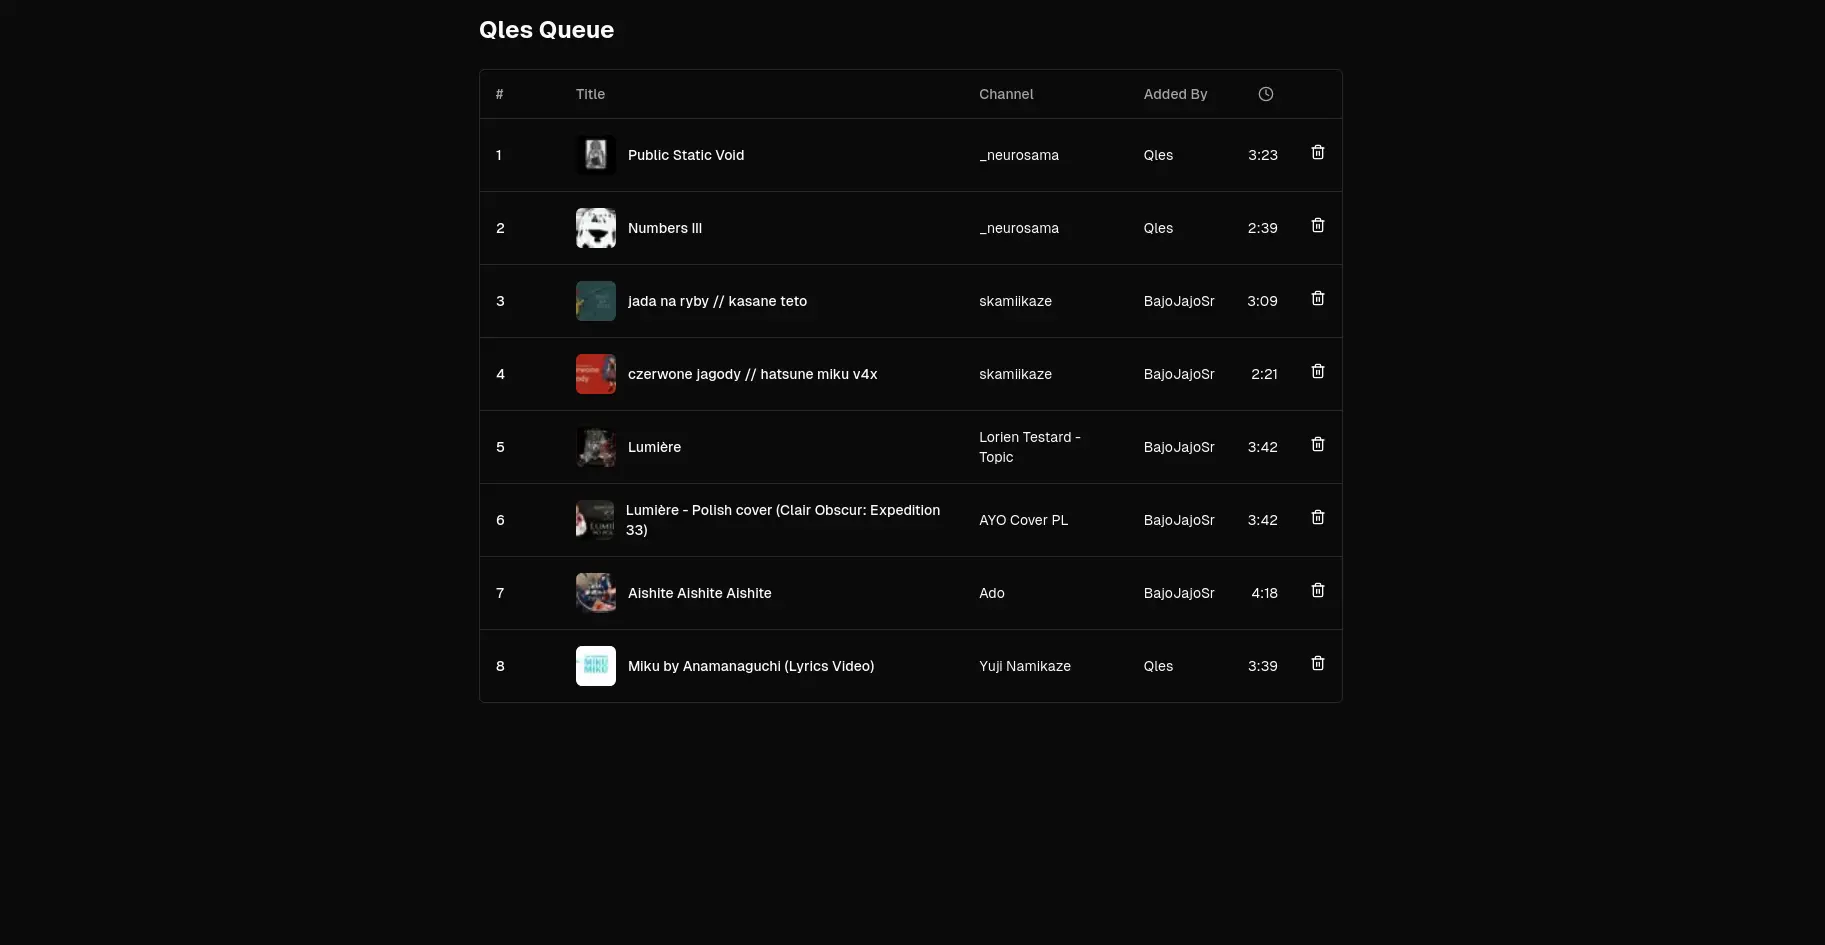 Qles Queue
# Title Channel Added By
1 Public Static Void _neurosama Qles 3:23
2 Numbers III _neurosama Qles 2:39
3 jada na ryby // kasane teto skamiikaze BajoJajoSr 3:09
4 czerwone jagody // hatsune miku v4x skamiikaze BajoJajoSr 2:21
5 Lumière Lorien Testard - Topic BajoJajoSr 3:42
6 Lumière - Polish cover (Clair Obscur: Expedition 33) AYO Cover PL BajoJajoSr 3:42
7 Aishite Aishite Aishite Ado BajoJajoSr 4:18
MIKU
MIKU
8 Miku by Anamanaguchi (Lyrics Video) Yuji Namikaze Qles 3:39